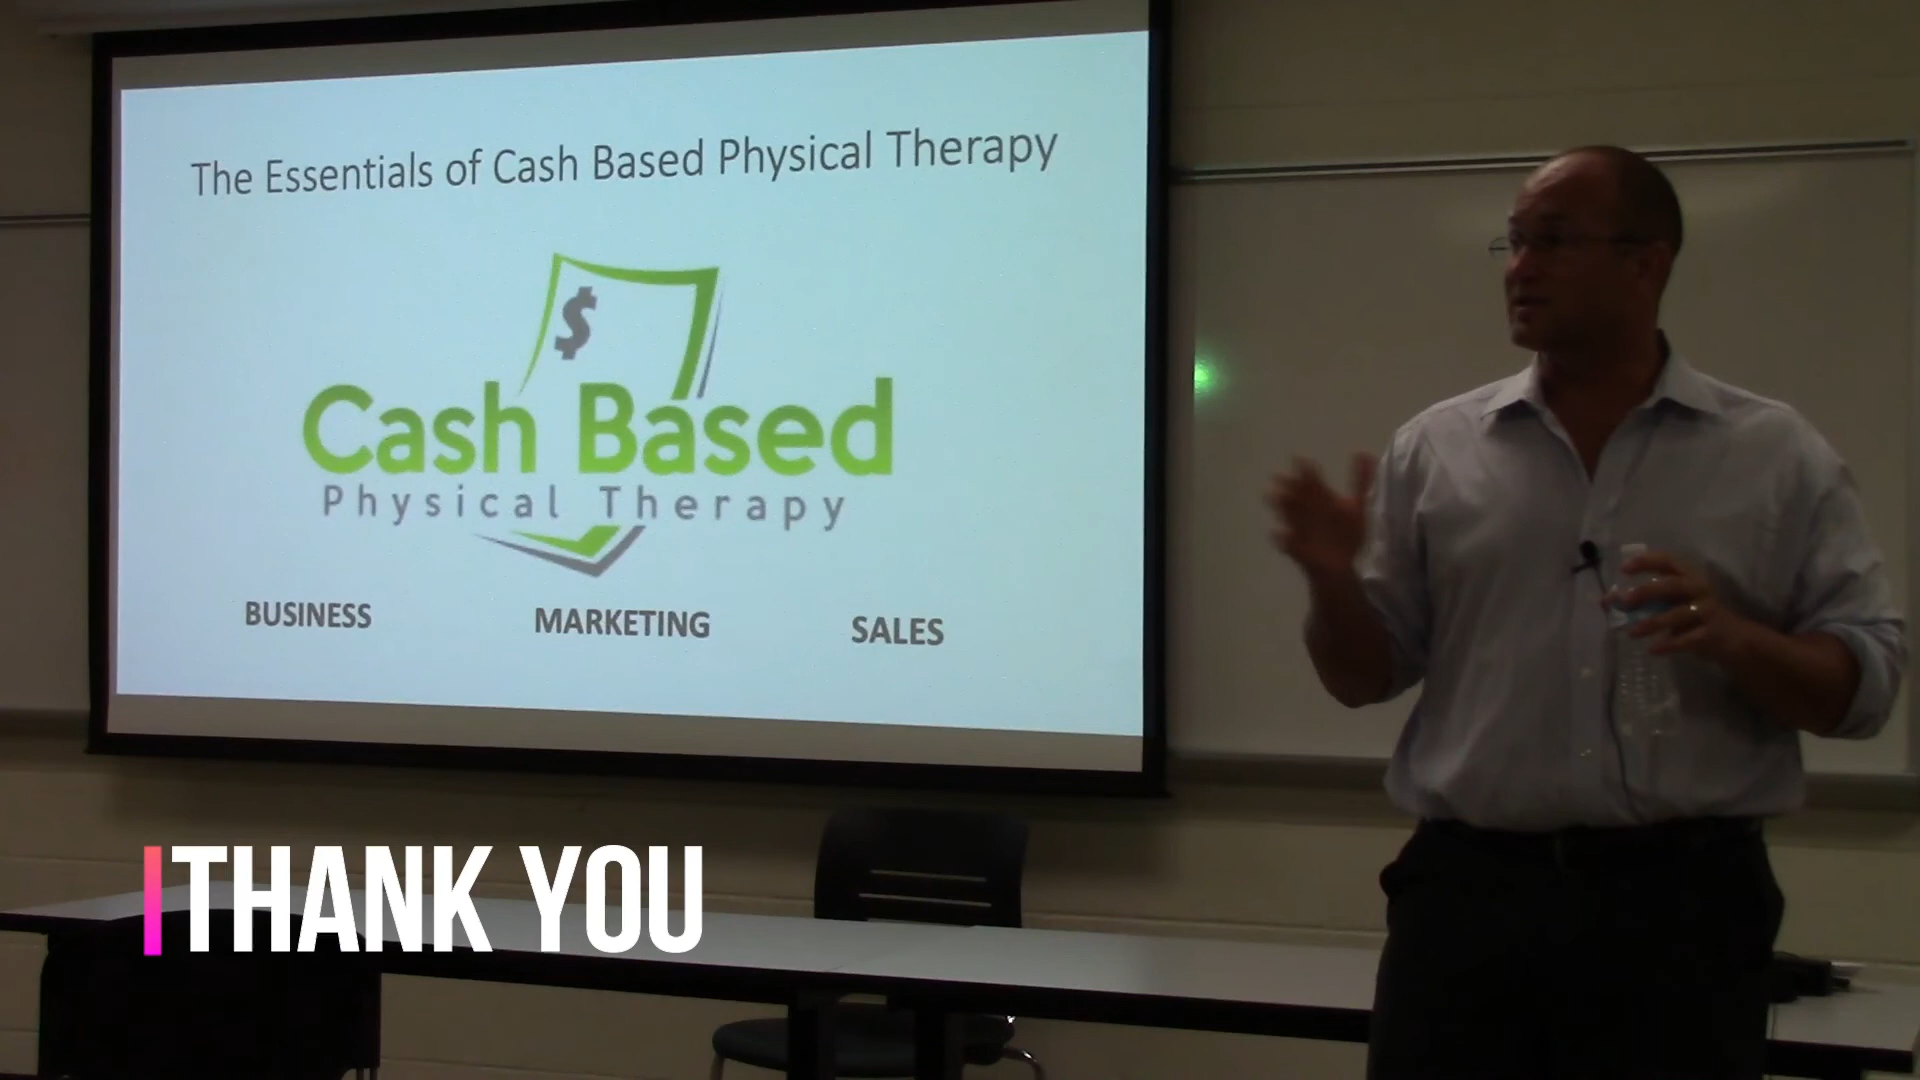 The Essentials of Cash Based Physical Therapy
$
Cash Based
Physical Therapy
BUSINESS MARKETING SALES
THANK YOU